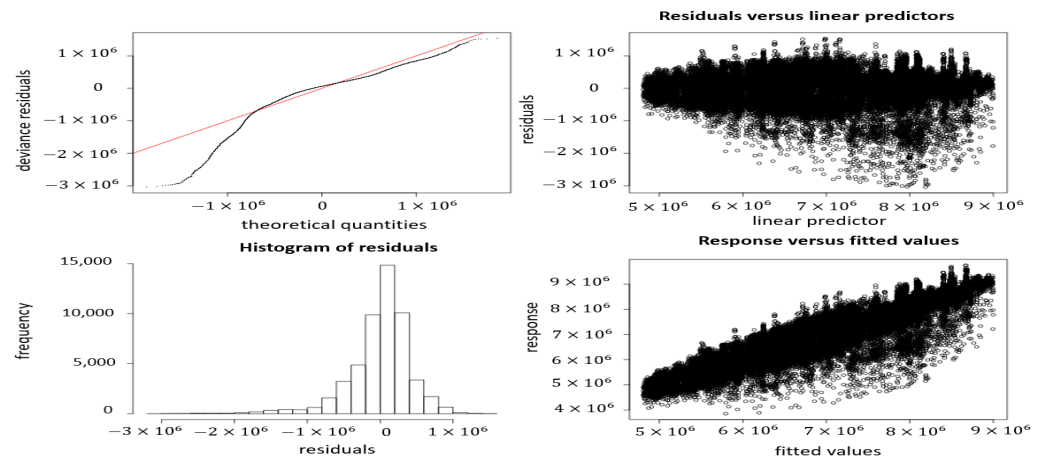 deviance residuals
1 × 10⁶
0
−1 × 10⁶
−2 × 10⁶
−3 × 10⁶
−1 × 10⁶ 0 1 × 10⁶
theoretical quantities
Residuals versus linear predictors
residuals
1 × 10⁶
0
−1 × 10⁶
−2 × 10⁶
−3 × 10⁶
5 × 10⁶ 6 × 10⁶ 7 × 10⁶ 8 × 10⁶ 9 × 10⁶
linear predictor
Histogram of residuals
frequency
15,000
10,000
5,000
0
−3 × 10⁶ −2 × 10⁶ −1 × 10⁶ 0 1 × 10⁶
residuals
Response versus fitted values
response
9 × 10⁶
8 × 10⁶
7 × 10⁶
6 × 10⁶
5 × 10⁶
4 × 10⁶
5 × 10⁶ 6 × 10⁶ 7 × 10⁶ 8 × 10⁶ 9 × 10⁶
fitted values